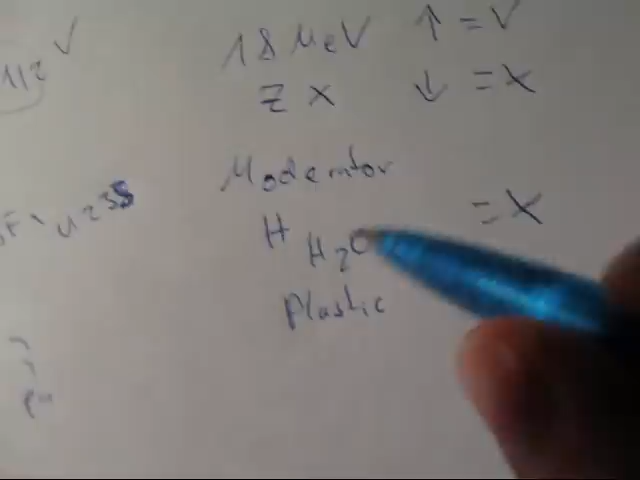 18 MeV ↑ = V
Z X ↓ = X
Moderator
H H2O = X
Plastic
U235